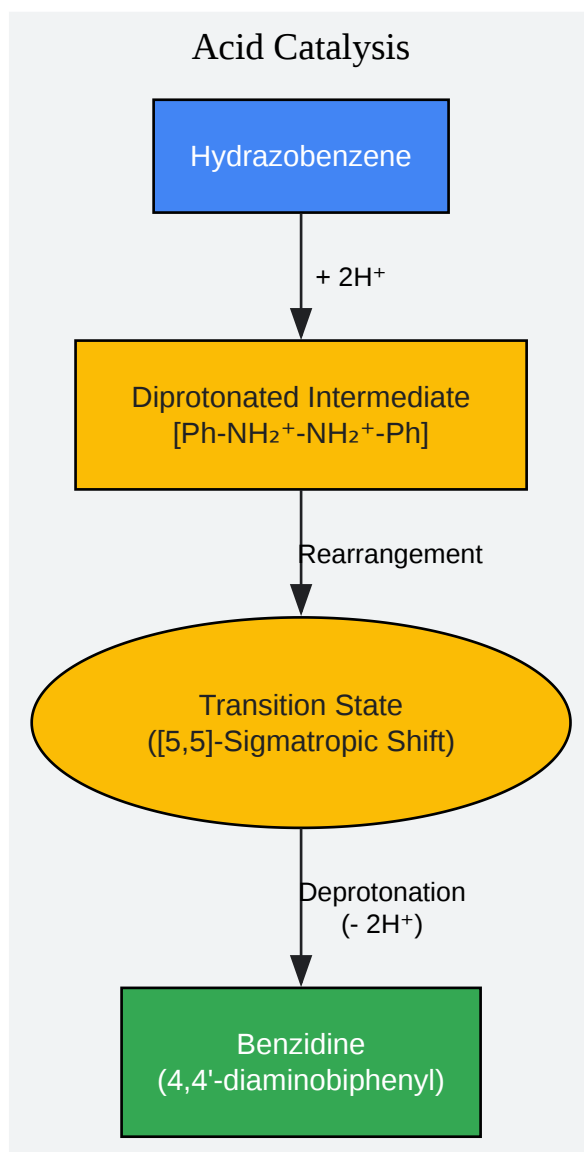 Acid Catalysis
Hydrazobenzene
+ 2H⁺
Diprotonated Intermediate
[Ph-NH₂⁺-NH₂⁺-Ph]
Rearrangement
Transition State
([5,5]-Sigmatropic Shift)
Deprotonation
(- 2H⁺)
Benzidine
(4,4'-diaminobiphenyl)